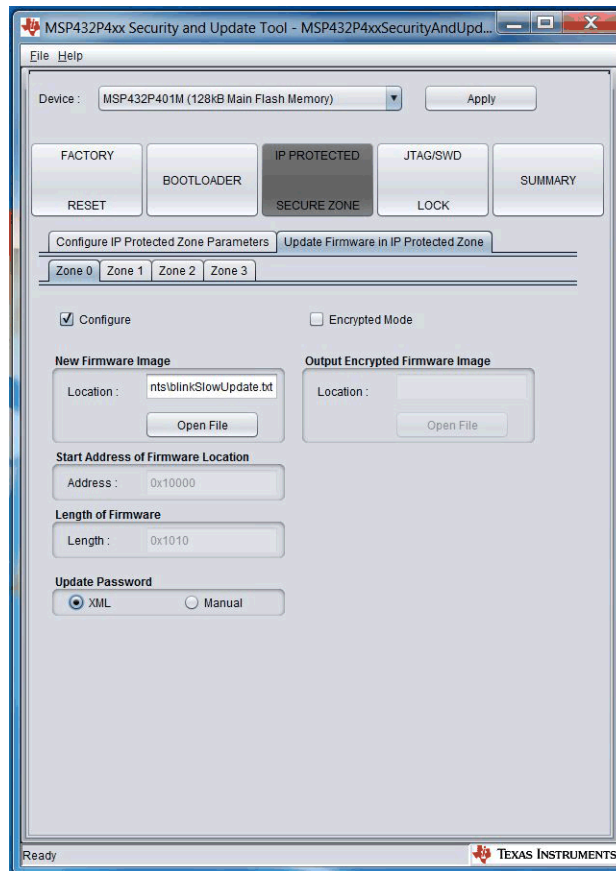 MSP432P4xx Security and Update Tool - MSP432P4xxSecurityAndUpd...
File Help
Device : MSP432P401M (128kB Main Flash Memory) Apply
FACTORY RESET
BOOTLOADER
IP PROTECTED SECURE ZONE
JTAG/SWD LOCK
SUMMARY
Configure IP Protected Zone Parameters Update Firmware in IP Protected Zone
Zone 0 Zone 1 Zone 2 Zone 3
Configure Encrypted Mode
New Firmware Image
Location : nts\blinkSlowUpdate.txt
Open File
Output Encrypted Firmware Image
Location :
Open File
Start Address of Firmware Location
Address : 0x10000
Length of Firmware
Length : 0x1010
Update Password
XML Manual
Ready
TEXAS INSTRUMENTS